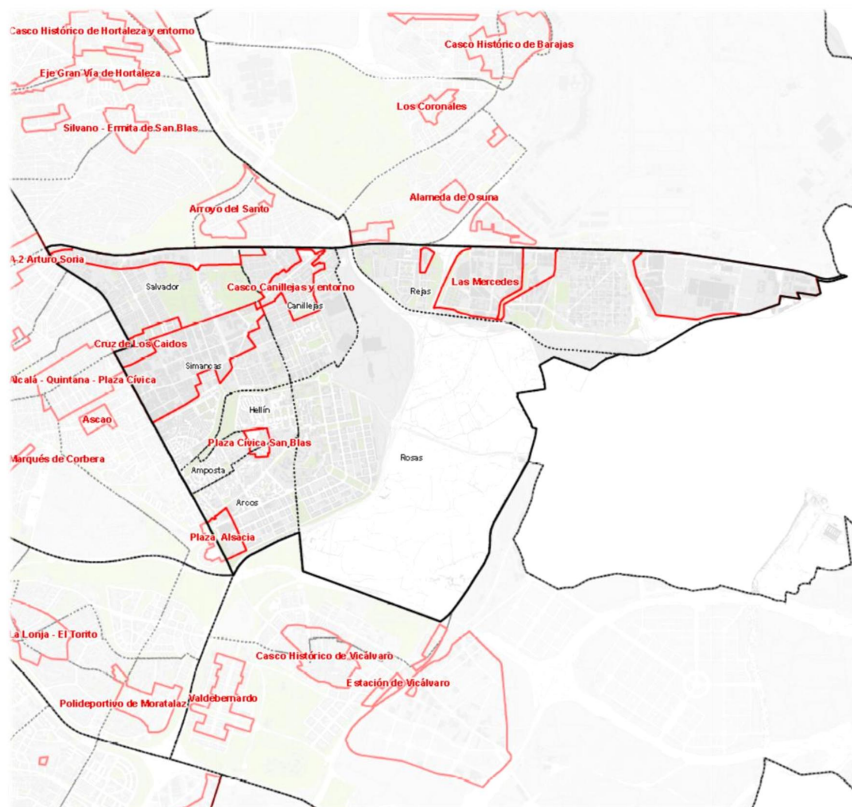 Casco Histórico de Hortaleza y entorno
Casco Histórico de Barajas
Eje Gran Vía de Hortaleza
Los Coronales
Silvano - Ermita de San Blas
Alameda de Osuna
Arroyo del Santo
A-2 Arturo Soria
Salvador
Casco Canillejas y entorno
Las Mercedes
Rejas
Canillejas
Cruz de Los Caidos
Simancas
Alcalá - Quintana - Plaza Cívica
Hellín
Ascao
Plaza Cívica San Blas
Marqués de Corbera
Rosas
Amposta
Arcos
Plaza Alsacia
La Lonja - El Torito
Casco Histórico de Vicálvaro
Estación de Vicálvaro
Valdebernardo
Polideportivo de Moratalaz